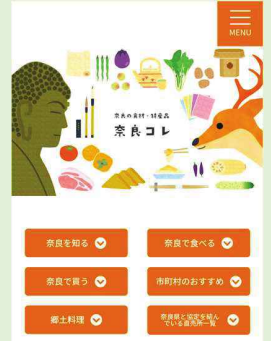 MENU
奈良の食材・特産品
奈良コレ
奈良を知る
奈良で食べる
奈良で買う
市町村のおすすめ
郷土料理
奈良県と協定を結ん
でいる直売所一覧